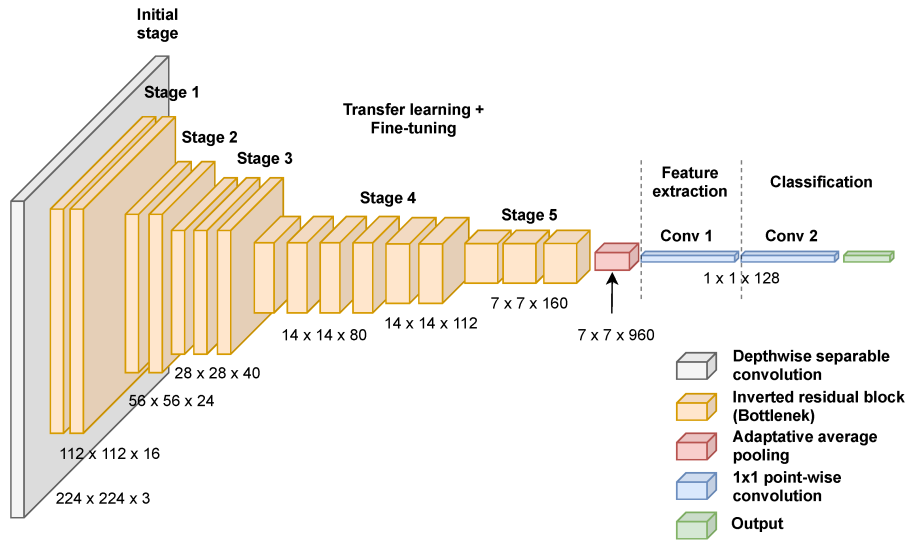 Initial
stage
Stage 1
Stage 2
Stage 3
Transfer learning +
Fine-tuning
Stage 4
Stage 5
Feature
extraction
Classification
Conv 1
Conv 2
1 x 1 x 128
7 x 7 x 160
7 x 7 x 960
14 x 14 x 80
14 x 14 x 112
28 x 28 x 40
56 x 56 x 24
112 x 112 x 16
224 x 224 x 3
Depthwise separable
convolution
Inverted residual block
(Bottlenek)
Adaptative average
pooling
1x1 point-wise
convolution
Output